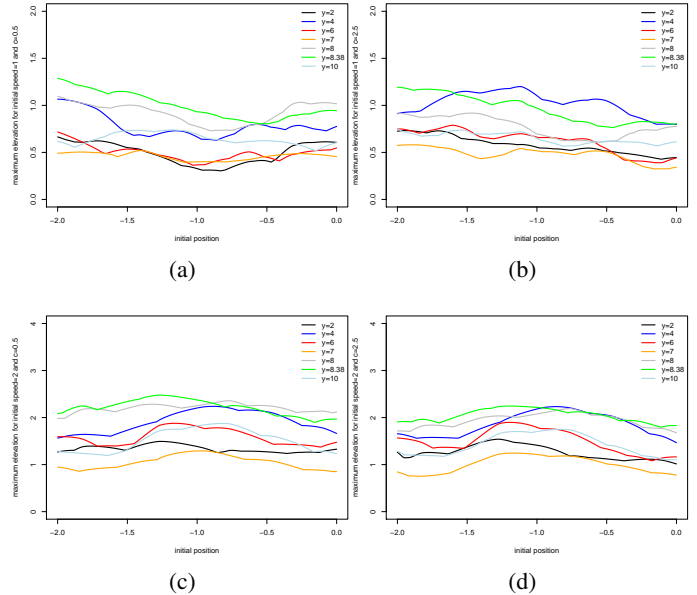 maximum elevation for initial speed=1 and c=0.5
2.0
1.5
1.0
0.5
0.0
y=2
y=4
y=6
y=7
y=8
y=8.38
y=10
−2.0 −1.5 −1.0 −0.5 0.0
initial position
(a)
maximum elevation for initial speed=1 and c=2.5
2.0
1.5
1.0
0.5
0.0
y=2
y=4
y=6
y=7
y=8
y=8.38
y=10
−2.0 −1.5 −1.0 −0.5 0.0
initial position
(b)
maximum elevation for initial speed=2 and c=0.5
4
3
2
1
0
y=2
y=4
y=6
y=7
y=8
y=8.38
y=10
−2.0 −1.5 −1.0 −0.5 0.0
initial position
(c)
maximum elevation for initial speed=2 and c=2.5
4
3
2
1
0
y=2
y=4
y=6
y=7
y=8
y=8.38
y=10
−2.0 −1.5 −1.0 −0.5 0.0
initial position
(d)